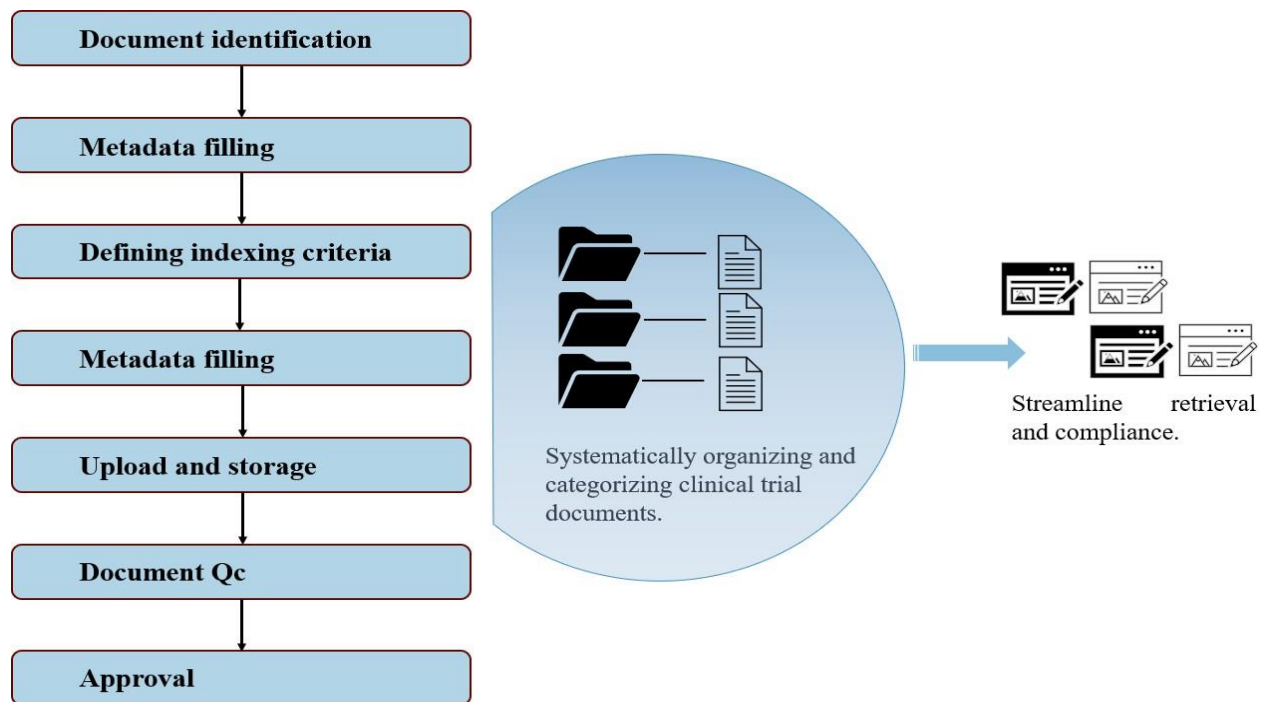 Document identification
Metadata filling
Defining indexing criteria
Metadata filling
Upload and storage
Document Qc
Approval
Systematically organizing and
categorizing clinical trial
documents.
Streamline retrieval
and compliance.